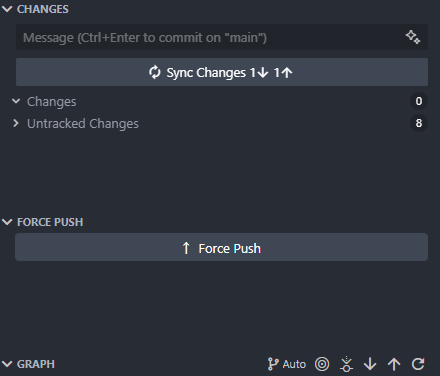 CHANGES
Message (Ctrl+Enter to commit on "main")
Sync Changes 1↓ 1↑
Changes 0
Untracked Changes 8
FORCE PUSH
↑ Force Push
GRAPH Auto